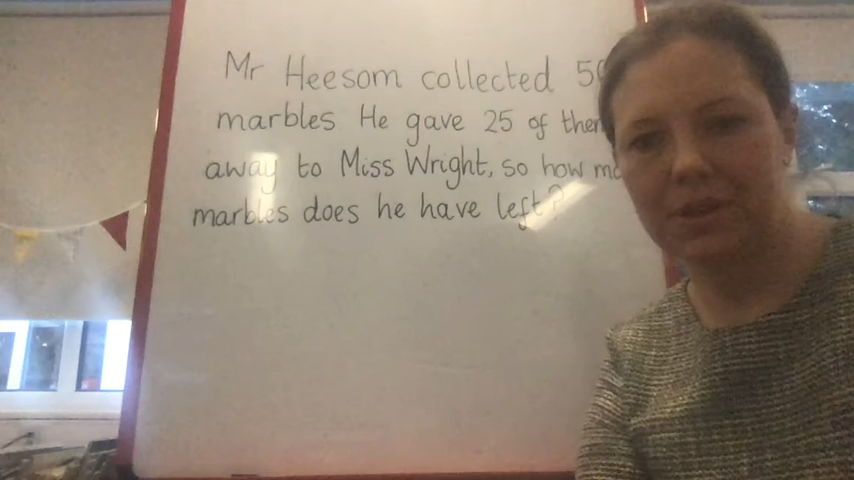 Mr Heesom collected
marbles He gave 25 of
away to Miss Wright, so how
marbles does he have left?